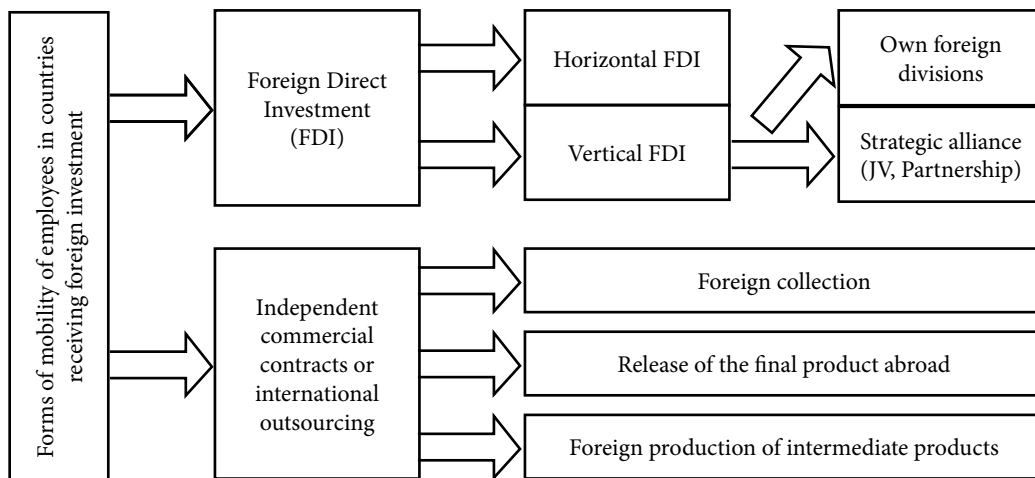 Forms of mobility of employees in countries
receiving foreign investment
Foreign Direct
Investment
(FDI)
Horizontal FDI
Vertical FDI
Own foreign
divisions
Strategic alliance
(JV, Partnership)
Independent
commercial
contracts or
international
outsourcing
Foreign collection
Release of the final product abroad
Foreign production of intermediate products